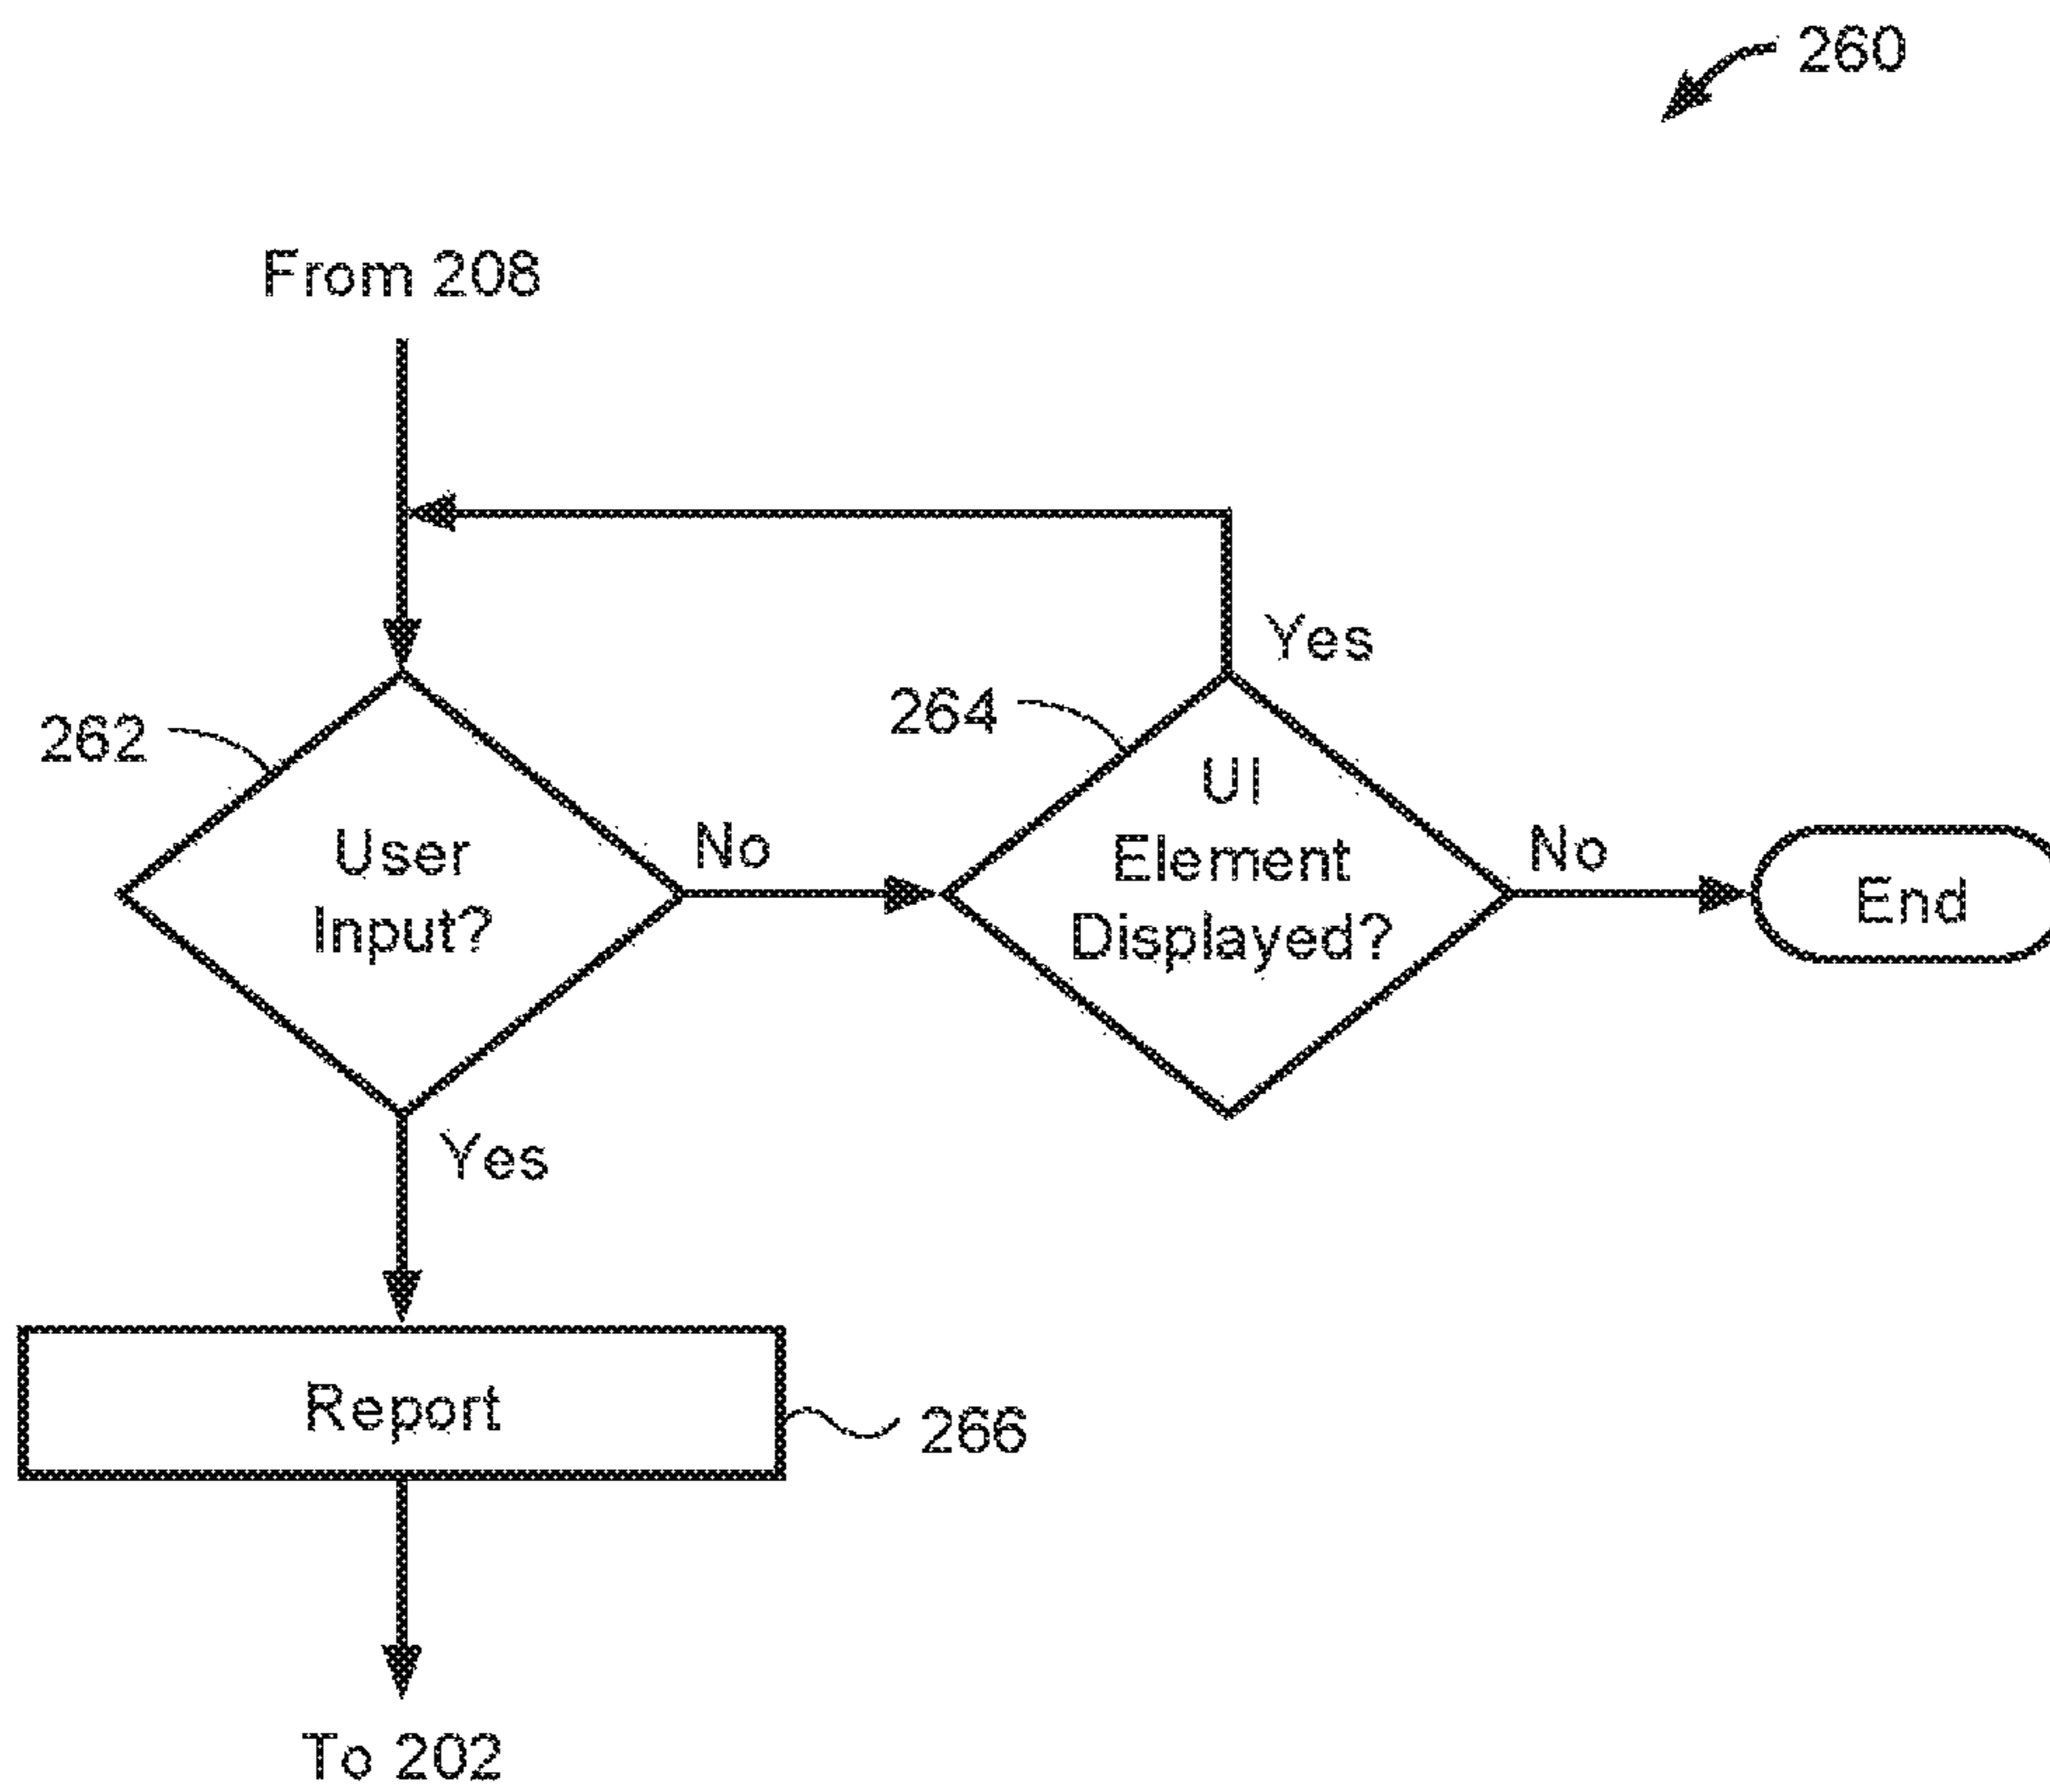 260
From 208
Yes
262
264
User
Input?
No
UI
Element
Displayed?
No
End
Yes
Report
266
To 202